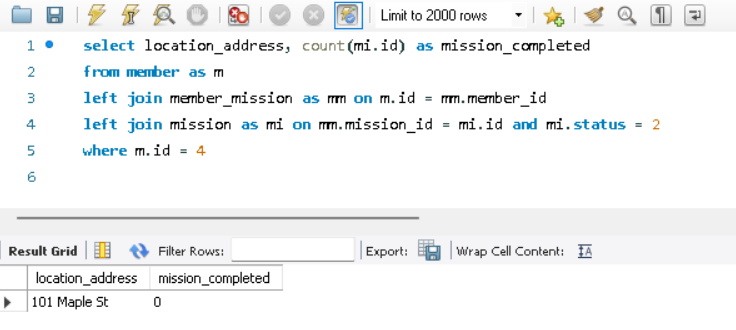 Limit to 2000 rows
1 select location_address, count(mi.id) as mission_completed
2 from member as m
3 left join member_mission as mm on m.id = mm.member_id
4 left join mission as mi on mm.mission_id = mi.id and mi.status = 2
5 where m.id = 4
6
Result Grid Filter Rows: Export: Wrap Cell Content: IA
location_address mission_completed
101 Maple St 0